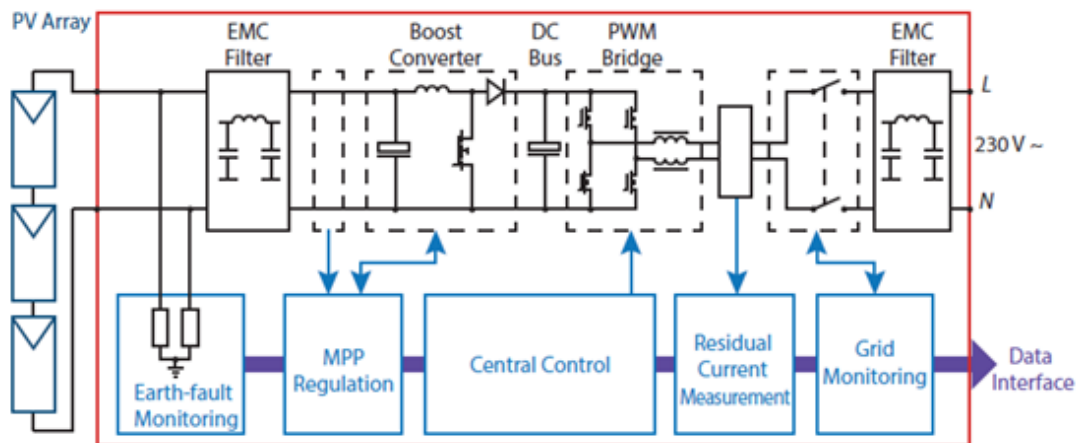 PV Array
EMC
Filter
Boost
Converter
DC
Bus
PWM
Bridge
EMC
Filter
L
230 V ~
N
Earth-fault
Monitoring
MPP
Regulation
Central Control
Residual
Current
Measurement
Grid
Monitoring
Data
Interface